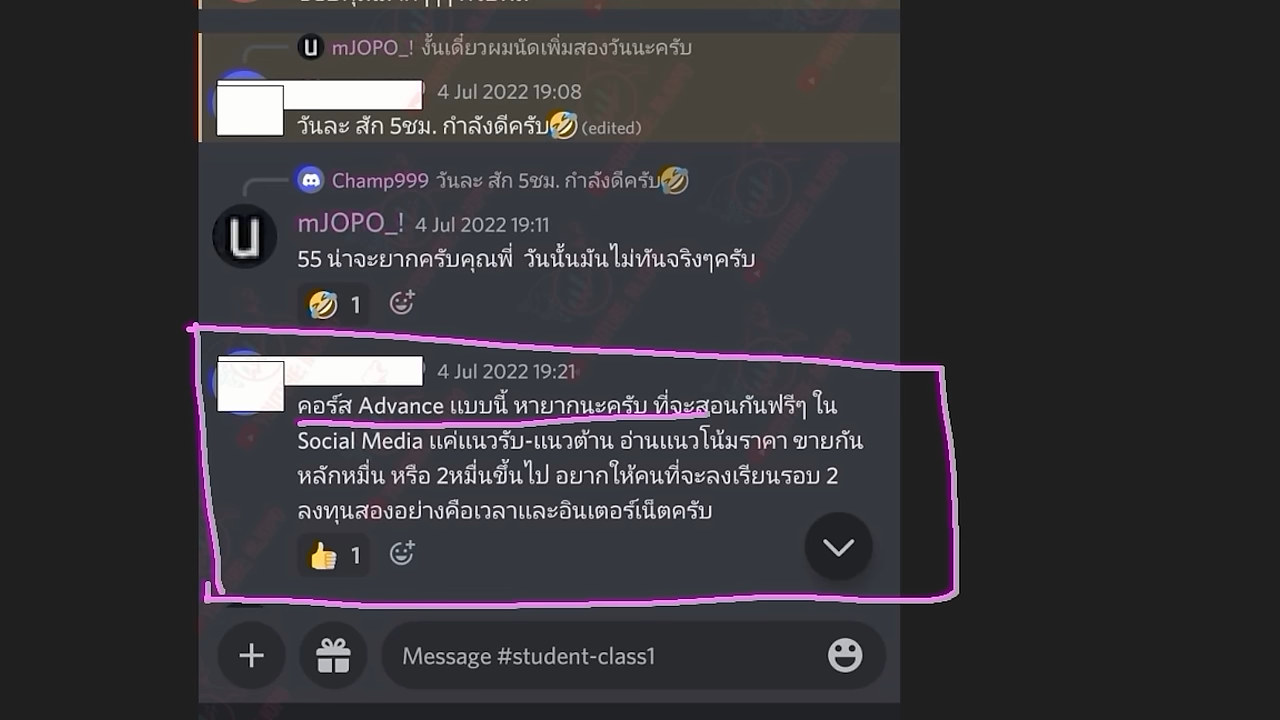 mJOPO_! งั้นเดี๋ยวผมนัดเพิ่มสองวันนะครับ
4 Jul 2022 19:08
วันละ สัก 5ชม. กำลังดีครับ🤣 (edited)
Champ999 วันละ สัก 5ชม. กำลังดีครับ🤣
mJOPO_! 4 Jul 2022 19:11
55 น่าจะยากครับคุณพี่ วันนั้นมันไม่ทันจริงๆครับ
🤣 1
4 Jul 2022 19:21
คอร์ส Advance แบบนี้ หายากนะครับ ที่จะสอนกันฟรีๆ ใน
Social Media แค่แนวรับ-แนวต้าน อ่านแนวโน้มราคา ขายกัน
หลักหมื่น หรือ 2หมื่นขึ้นไป อยากให้คนที่จะลงเรียนรอบ 2
ลงทุนสองอย่างคือเวลาและอินเตอร์เน็ตครับ
👍 1
Message #student-class1